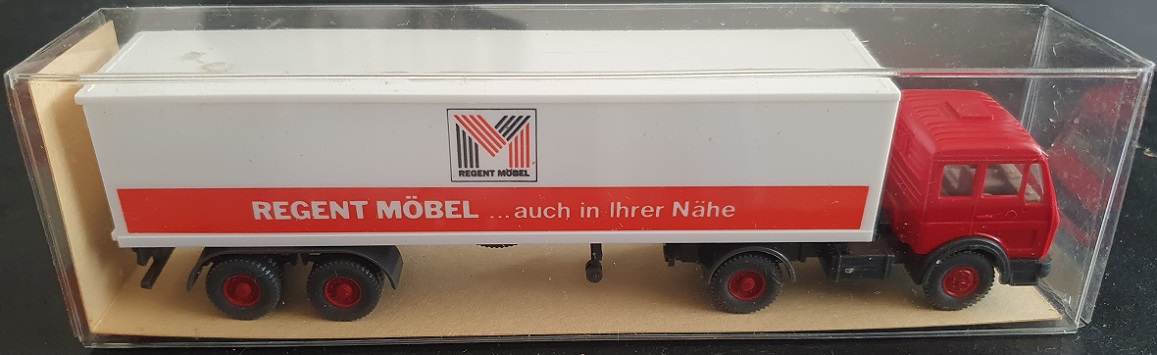 REGENT MÖBEL
REGENT MÖBEL ...auch in Ihrer Nähe